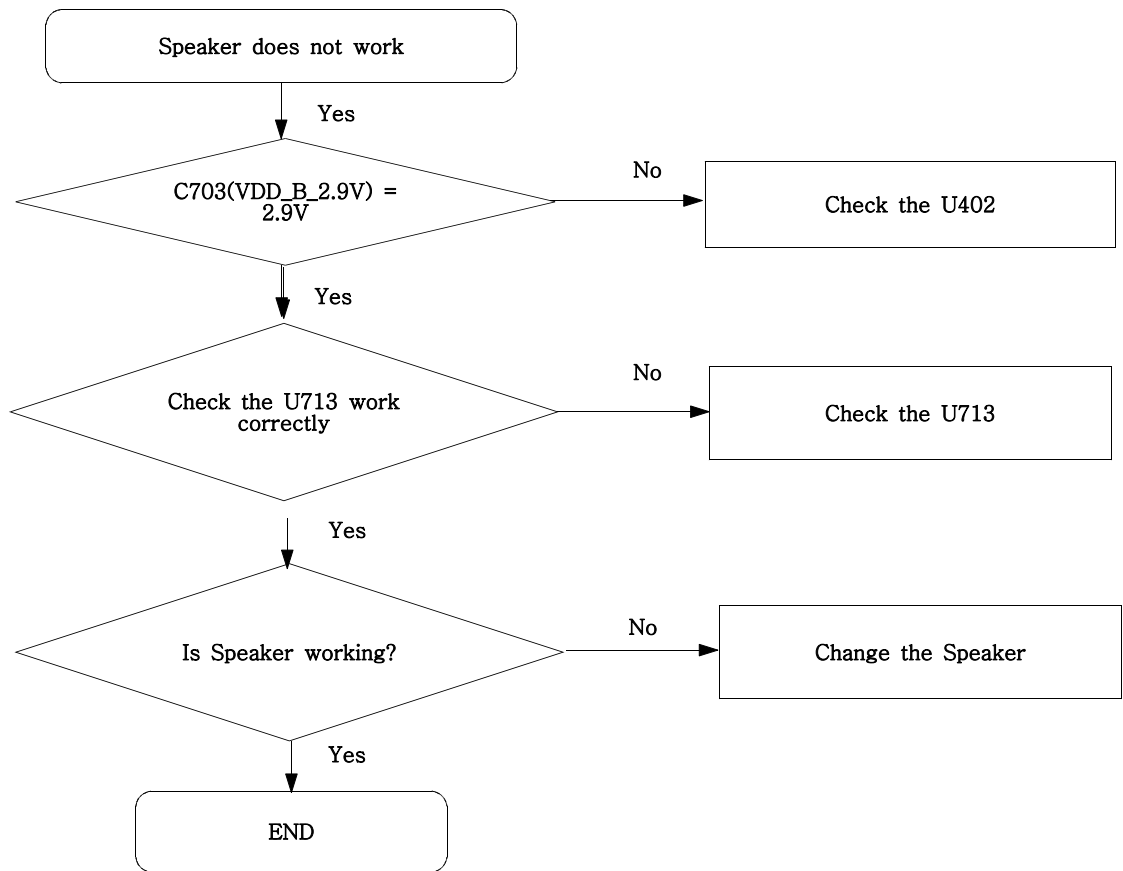 Speaker does not work
Yes
C703(VDD_B_2.9V) =
2.9V
No
Check the U402
Yes
Check the U713 work
correctly
No
Check the U713
Yes
Is Speaker working?
No
Change the Speaker
Yes
END